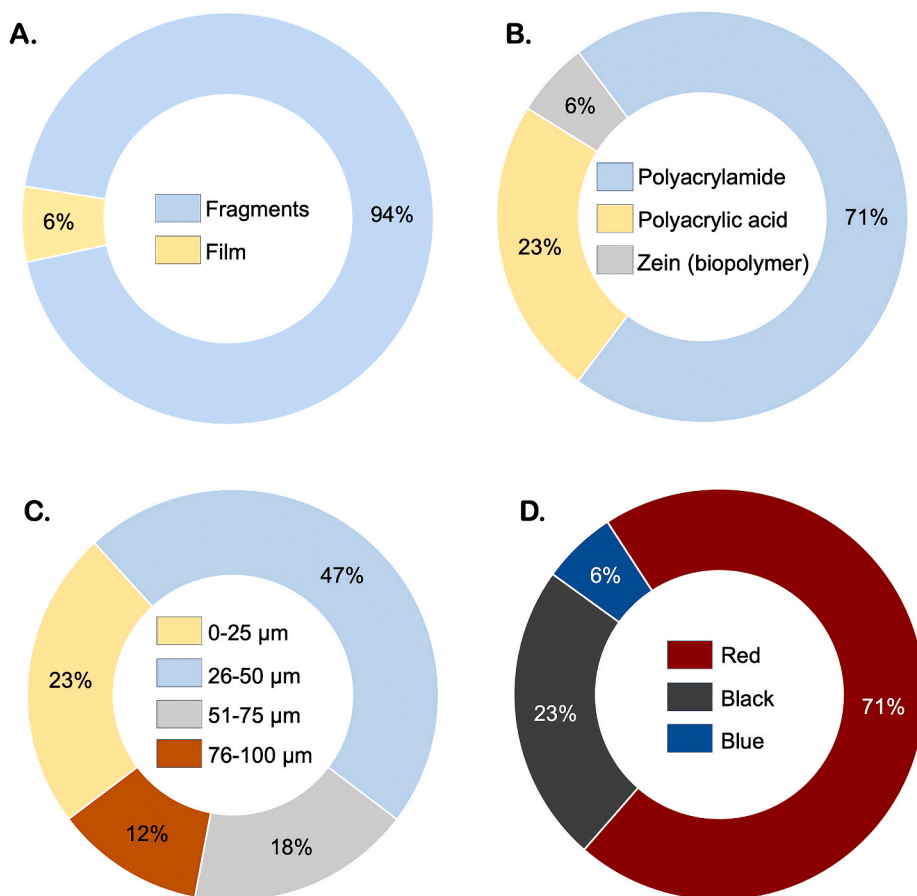 A.
94%
6%
Fragments
Film
B.
6%
71%
23%
Polyacrylamide
Polyacrylic acid
Zein (biopolymer)
C.
47%
23%
12%
18%
0-25 µm
26-50 µm
51-75 µm
76-100 µm
D.
6%
71%
23%
Red
Black
Blue